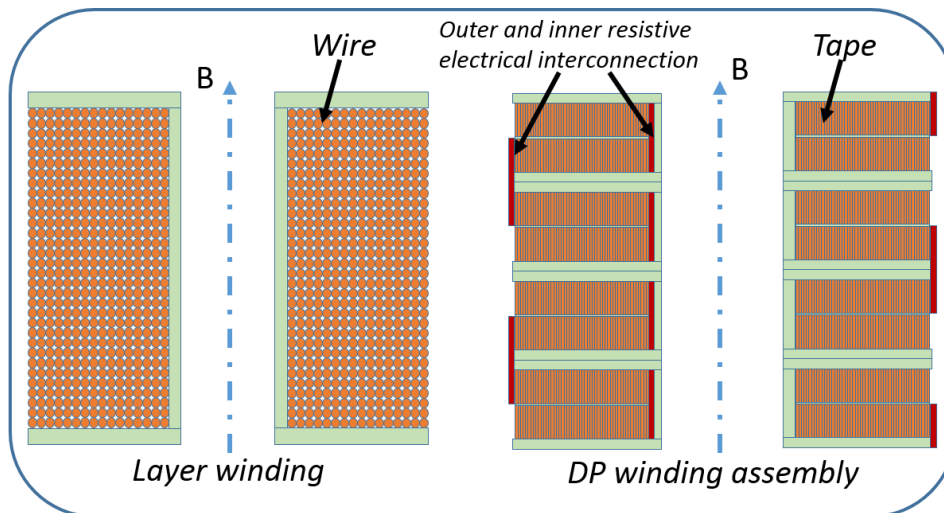 Wire
B
Layer winding
Outer and inner resistive
electrical interconnection
B
Tape
DP winding assembly